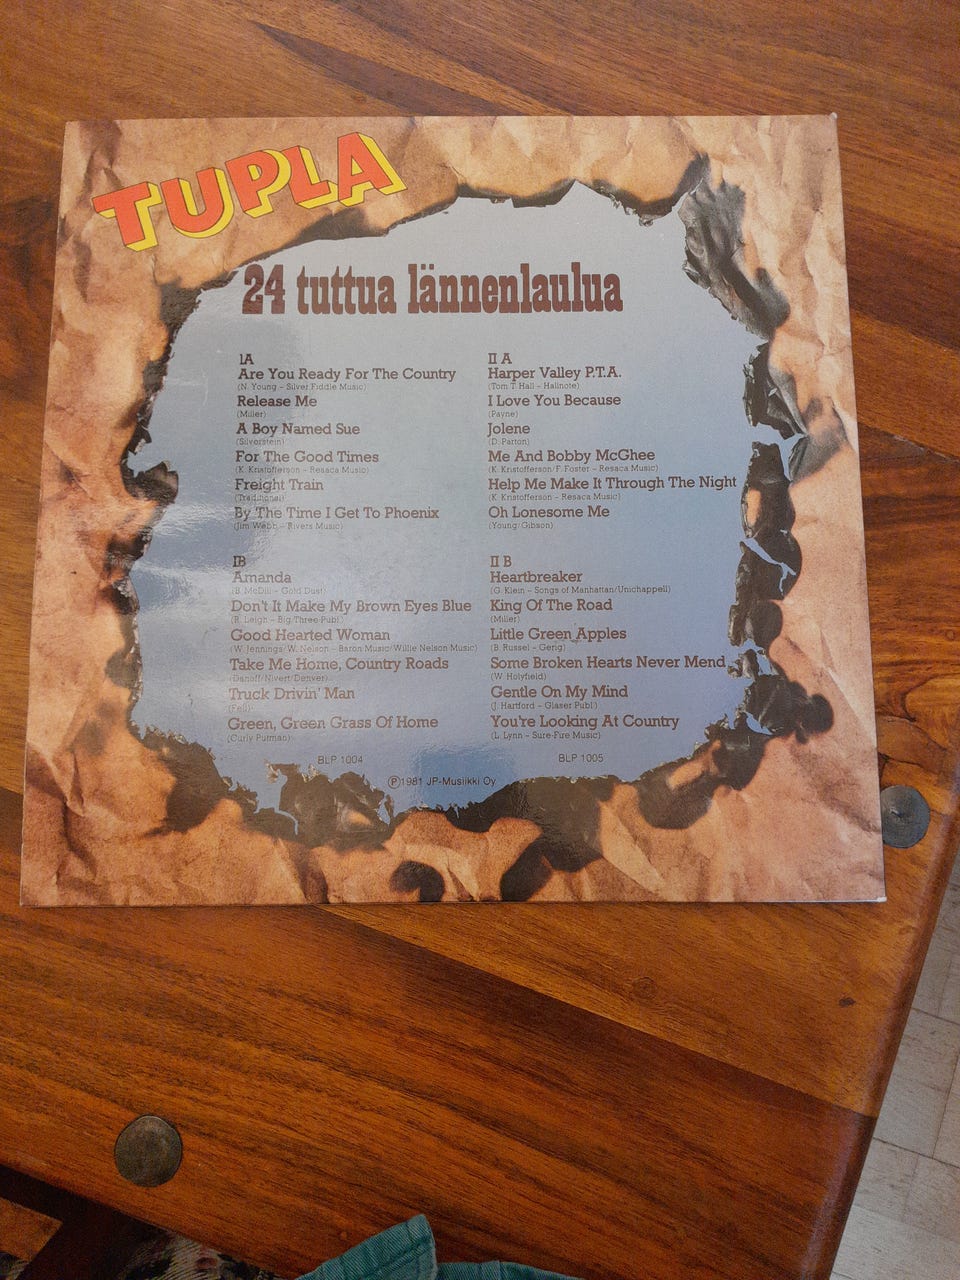 TUPLA
24 tuttua lännenlaulua
1A
Are You Ready For The Country
(N. Young – Silver Fiddle Music)
Release Me
(Miller)
A Boy Named Sue
(Silverstein)
For The Good Times
(K. Kristofferson – Resaca Music)
Freight Train
(Traditional)
By The Time I Get To Phoenix
(Jim Webb – Rivers Music)
IB
Amanda
(B. McDill – Gold Dust)
Don't It Make My Brown Eyes Blue
(R. Leigh – Big Three Publ)
Good Hearted Woman
(W. Jennings/W. Nelson – Baron Music/Willie Nelson Music)
Take Me Home, Country Roads
(Danoff/Nivert/Denver)
Truck Drivin' Man
(Fell)
Green, Green Grass Of Home
(Curly Putman)
BLP 1004
II A
Harper Valley P.T.A.
(Tom T Hall – Hallnote)
I Love You Because
(Payne)
Jolene
(D. Parton)
Me And Bobby McGhee
(K. Kristofferson/F. Foster – Resaca Music)
Help Me Make It Through The Night
(K. Kristofferson – Resaca Music)
Oh Lonesome Me
(Young/Gibson)
II B
Heartbreaker
(G. Klein – Songs of Manhattan/Unichappell)
King Of The Road
(Miller)
Little Green Apples
(B. Russel – Gerig)
Some Broken Hearts Never Mend
(W. Holyfield)
Gentle On My Mind
(J. Hartford – Glaser Publ.)
You're Looking At Country
(L. Lynn – Sure-Fire Music)
BLP 1005
Ⓟ1981 JP-Musiikki Oy